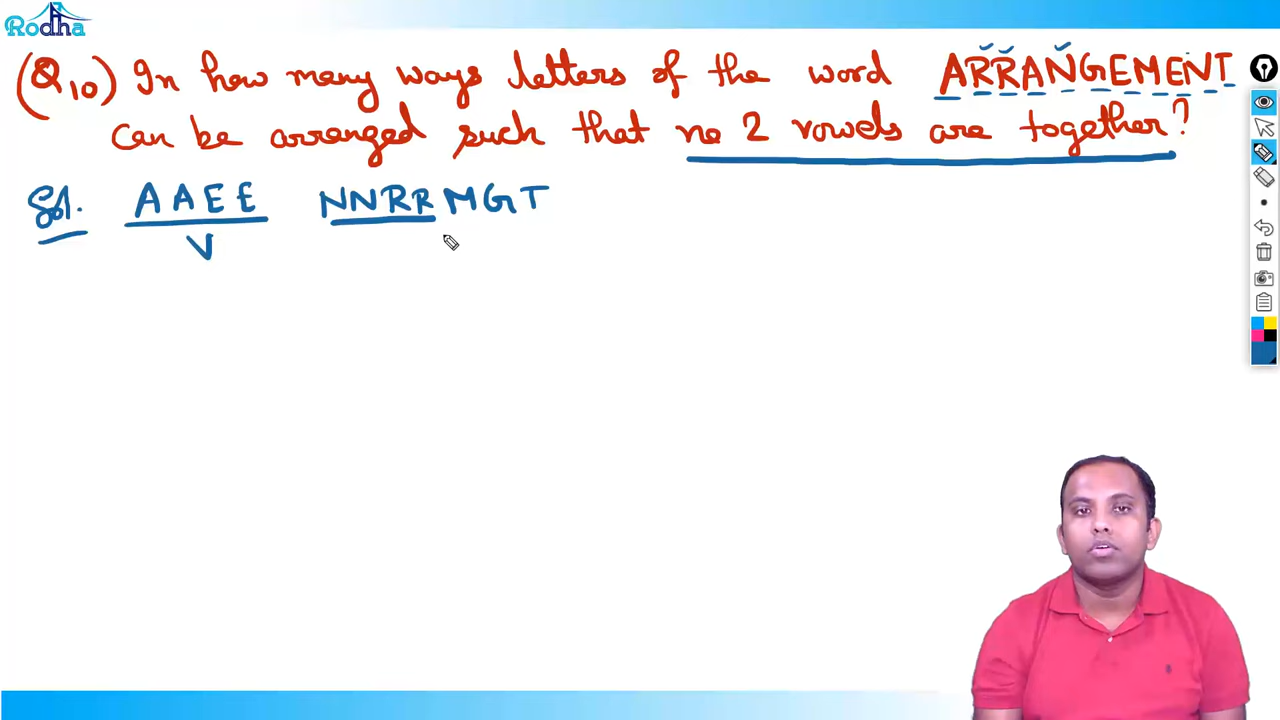 Rodha
(Q10) In how many ways letters of the word ARRANGEMENT
can be arranged such that no 2 vowels are together?
Sol. AAEE NNRRMGT
V